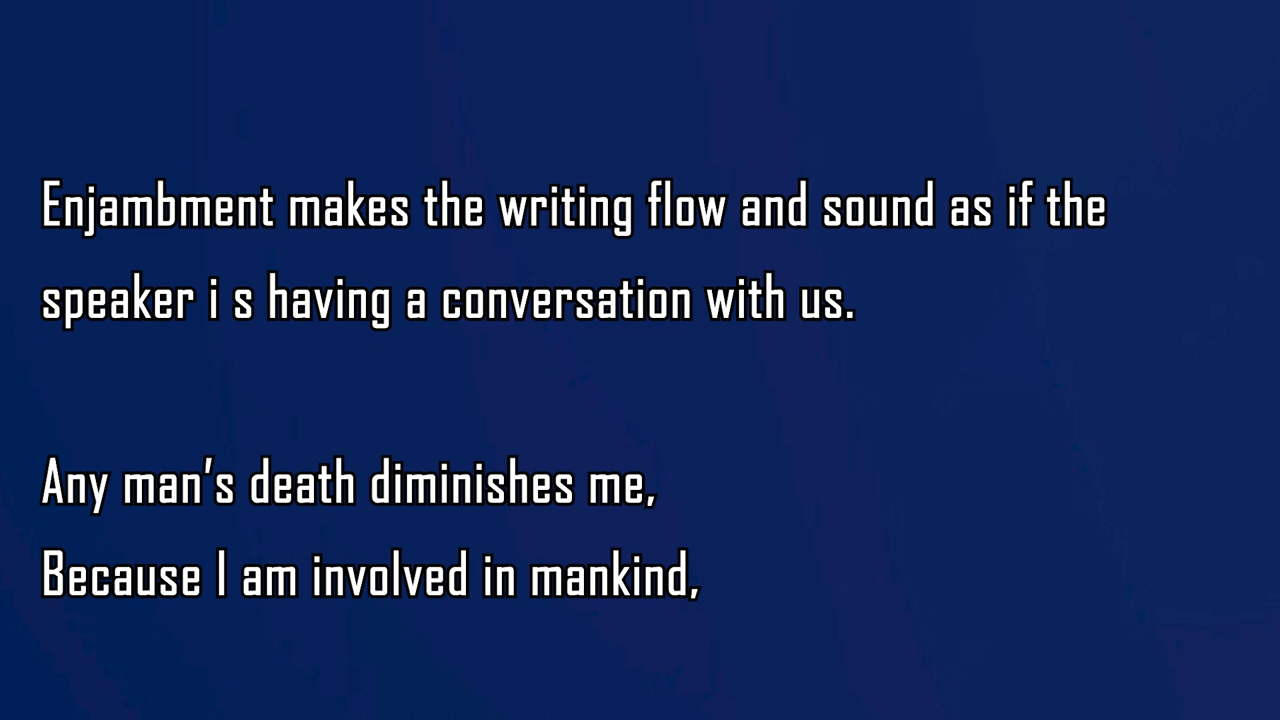 Enjambment makes the writing flow and sound as if the
speaker i s having a conversation with us.
Any man’s death diminishes me,
Because I am involved in mankind,